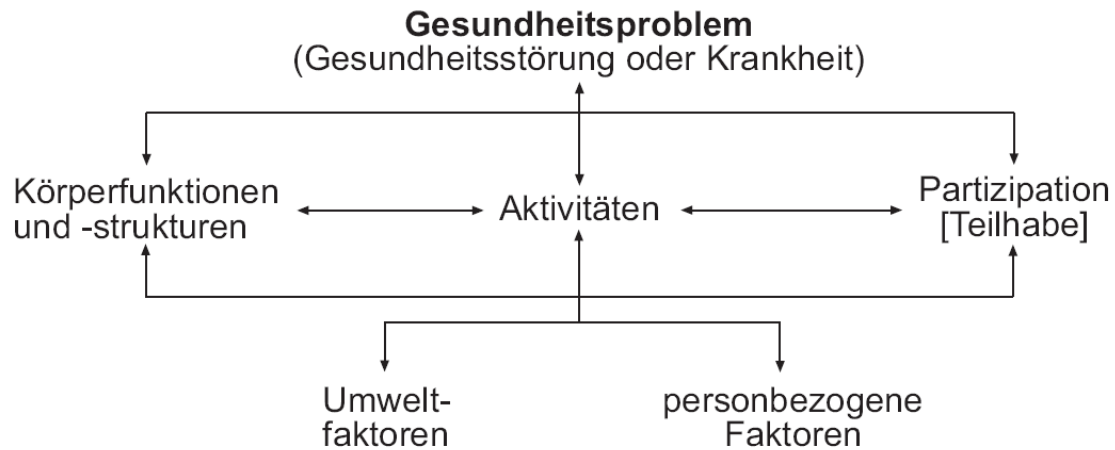 Gesundheitsproblem
(Gesundheitsstörung oder Krankheit)
Körperfunktionen
und -strukturen
Aktivitäten
Partizipation
[Teilhabe]
Umwelt-
faktoren
personbezogene
Faktoren